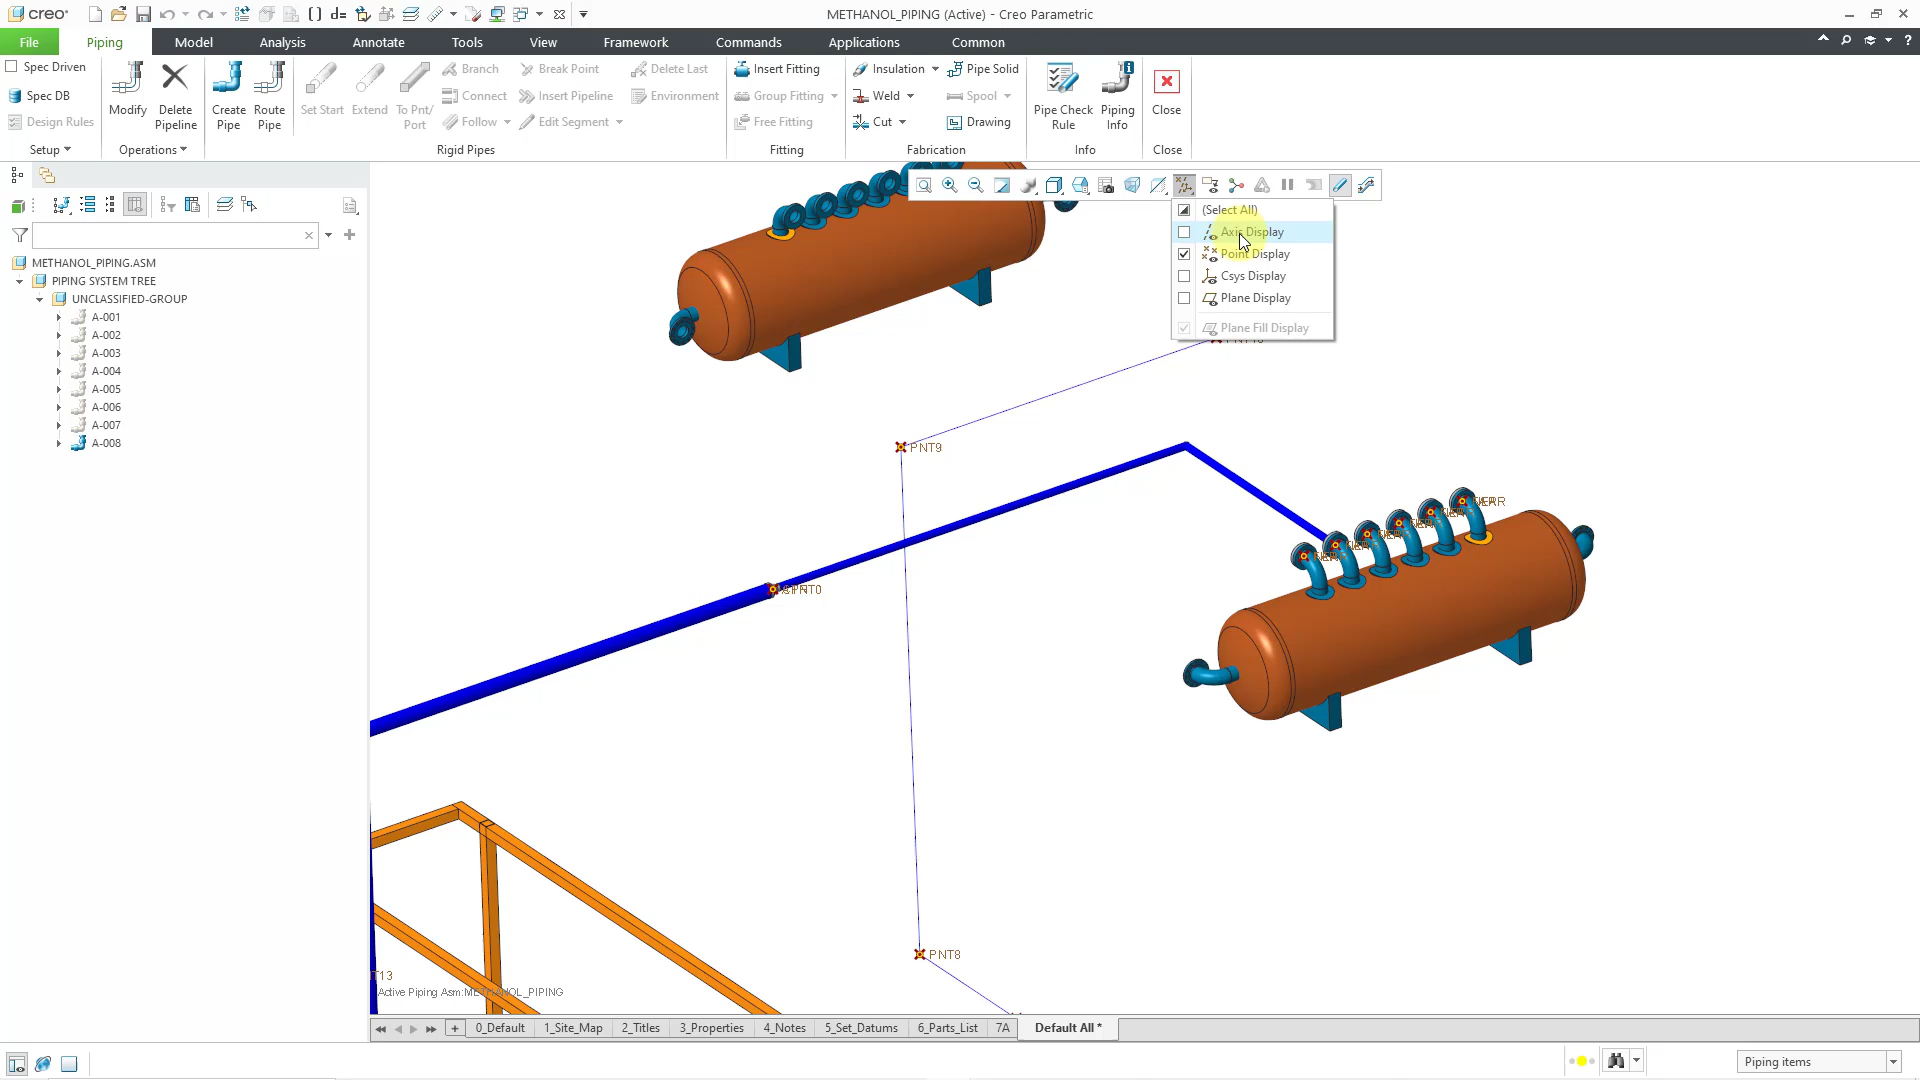 creo
METHANOL_PIPING (Active) - Creo Parametric
File Piping Model Analysis Annotate Tools View Framework Commands Applications Common
Spec Driven
Spec DB
Design Rules
Setup
Modify
Delete Pipeline
Operations
Create Pipe
Route Pipe
Set Start
Extend
To Pnt/ Port
Branch
Connect
Follow
Break Point
Insert Pipeline
Edit Segment
Delete Last
Environment
Rigid Pipes
Insert Fitting
Group Fitting
Free Fitting
Fitting
Insulation
Weld
Cut
Pipe Solid
Spool
Drawing
Fabrication
Pipe Check Rule
Piping Info
Info
Close
Close
(Select All)
Axis Display
Point Display
Csys Display
Plane Display
Plane Fill Display
METHANOL_PIPING.ASM
PIPING SYSTEM TREE
UNCLASSIFIED-GROUP
A-001
A-002
A-003
A-004
A-005
A-006
A-007
A-008
PNT9
PNT0
PNT8
T13
Active Piping Asm:METHANOL_PIPING
0_Default 1_Site_Map 2_Titles 3_Properties 4_Notes 5_Set_Datums 6_Parts_List 7A Default All *
Piping items